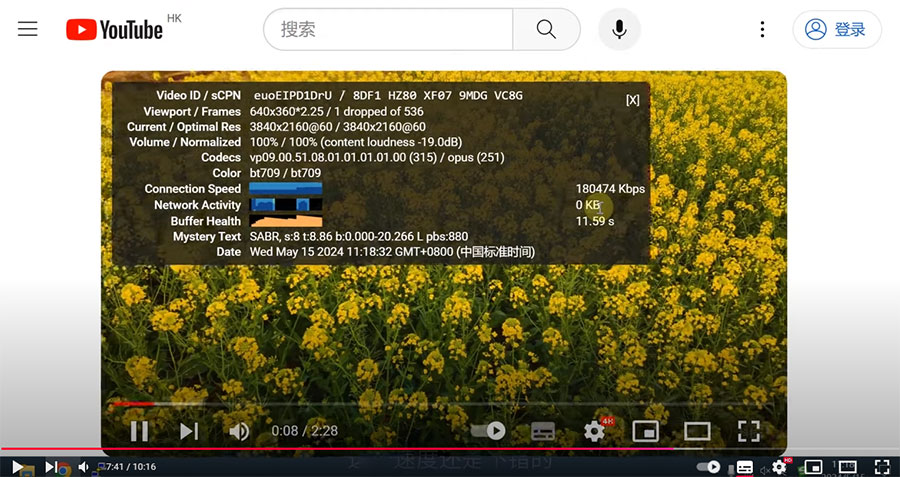 YouTube HK
搜索
登录
Video ID / sCPN euoEIPD1DrU / 8DF1 HZ80 XF07 9MDG VC8G
[X]
Viewport / Frames 640x360*2.25 / 1 dropped of 536
Current / Optimal Res 3840x2160@60 / 3840x2160@60
Volume / Normalized 100% / 100% (content loudness -19.0dB)
Codecs vp09.00.51.08.01.01.01.01.00 (315) / opus (251)
Color bt709 / bt709
Connection Speed 180474 Kbps
Network Activity 0 KB
Buffer Health 11.59 s
Mystery Text SABR, s:8 t:8.86 b:0.000-20.266 L pbs:880
Date Wed May 15 2024 11:18:32 GMT+0800 (中国标准时间)
0:08 / 2:28
4K
速度还是不错的
7:41 / 10:16
HD